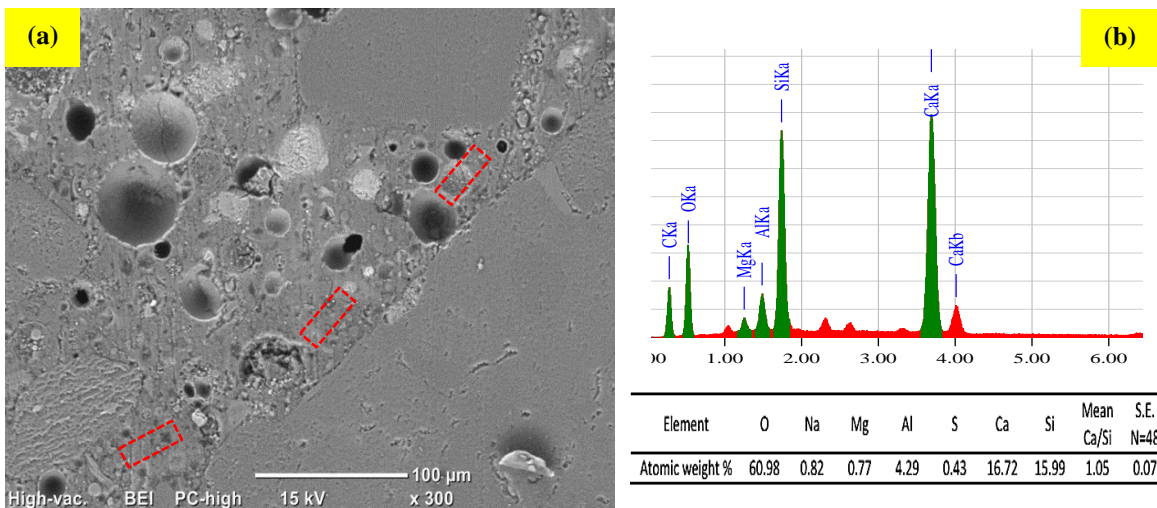 (a)
100 μm
High-vac. BEI PC-high 15 kV x 300
(b)
CKa
OKa
MgKa
AlKa
SiKa
CaKa
CaKb
00 1.00 2.00 3.00 4.00 5.00 6.00
Element O Na Mg Al S Ca Si Mean Ca/Si S.E. N=48
Atomic weight % 60.98 0.82 0.77 4.29 0.43 16.72 15.99 1.05 0.07